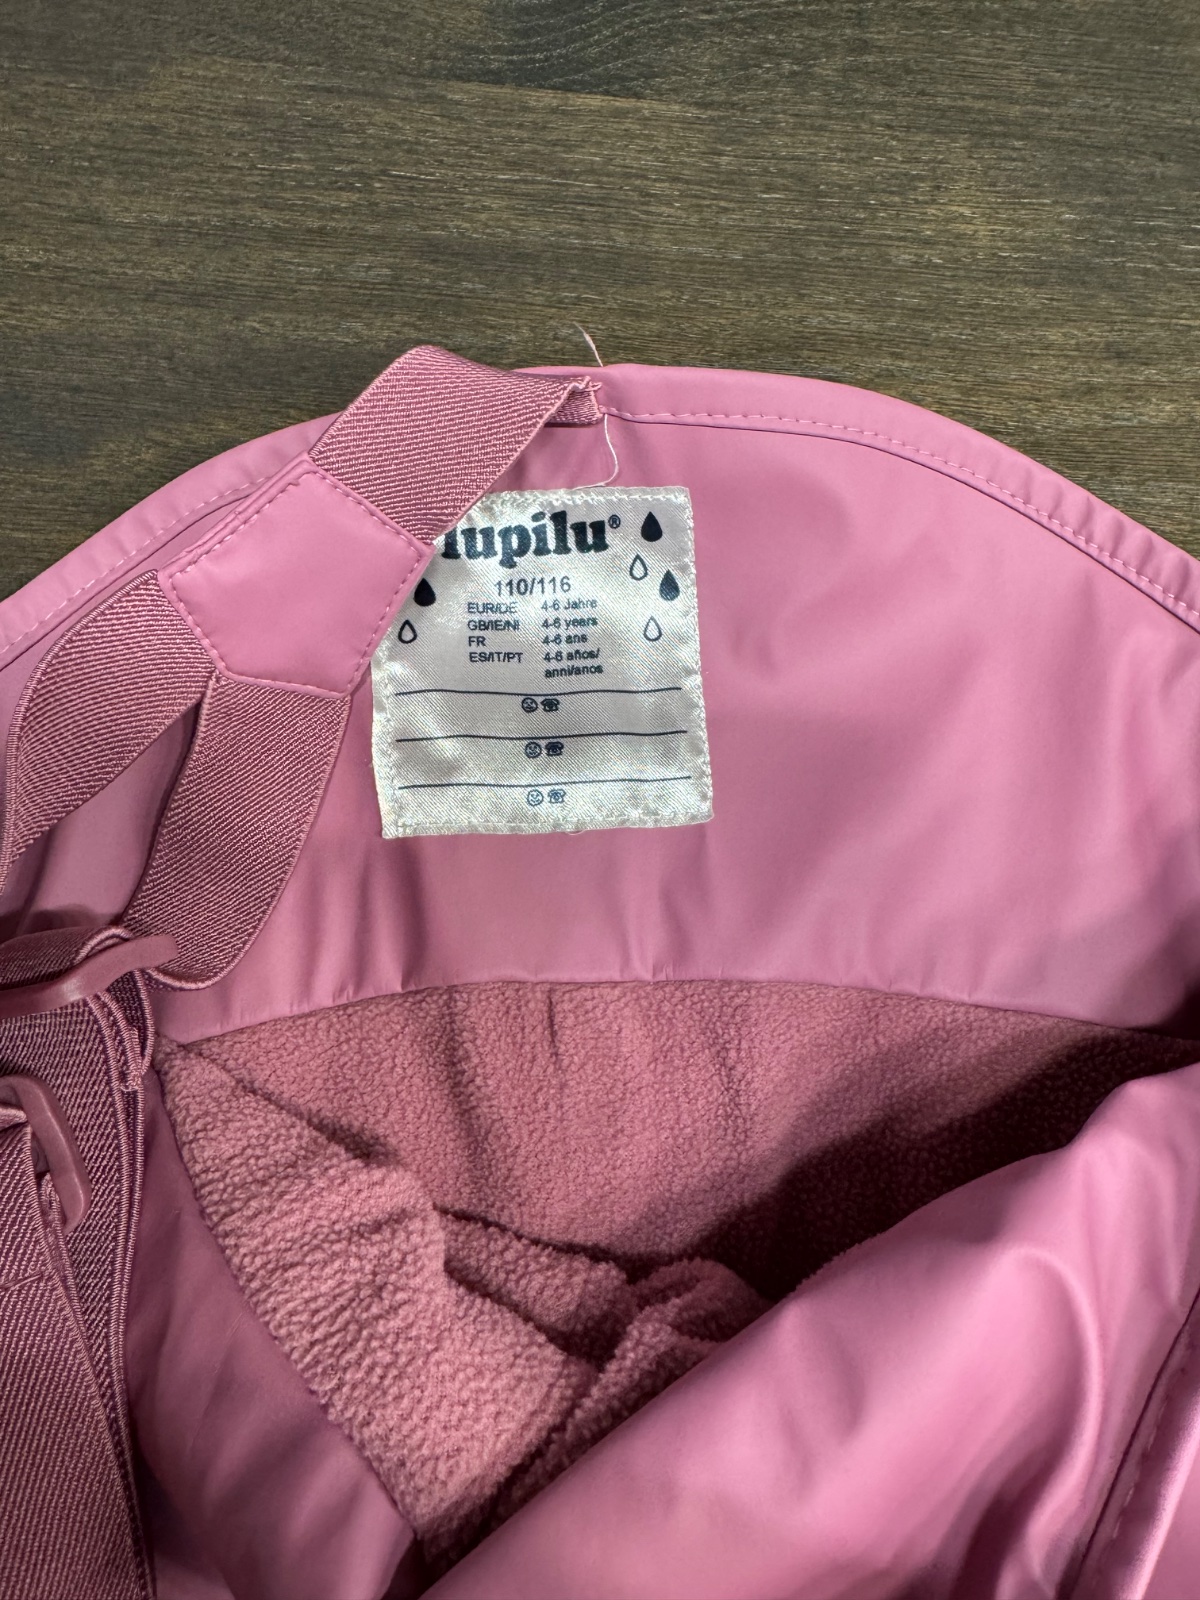 lupilu®
110/116
EUR/DE 4-6 Jahre
GB/IE/NI 4-6 years
FR 4-6 ans
ES/IT/PT 4-6 años/
anni/anos